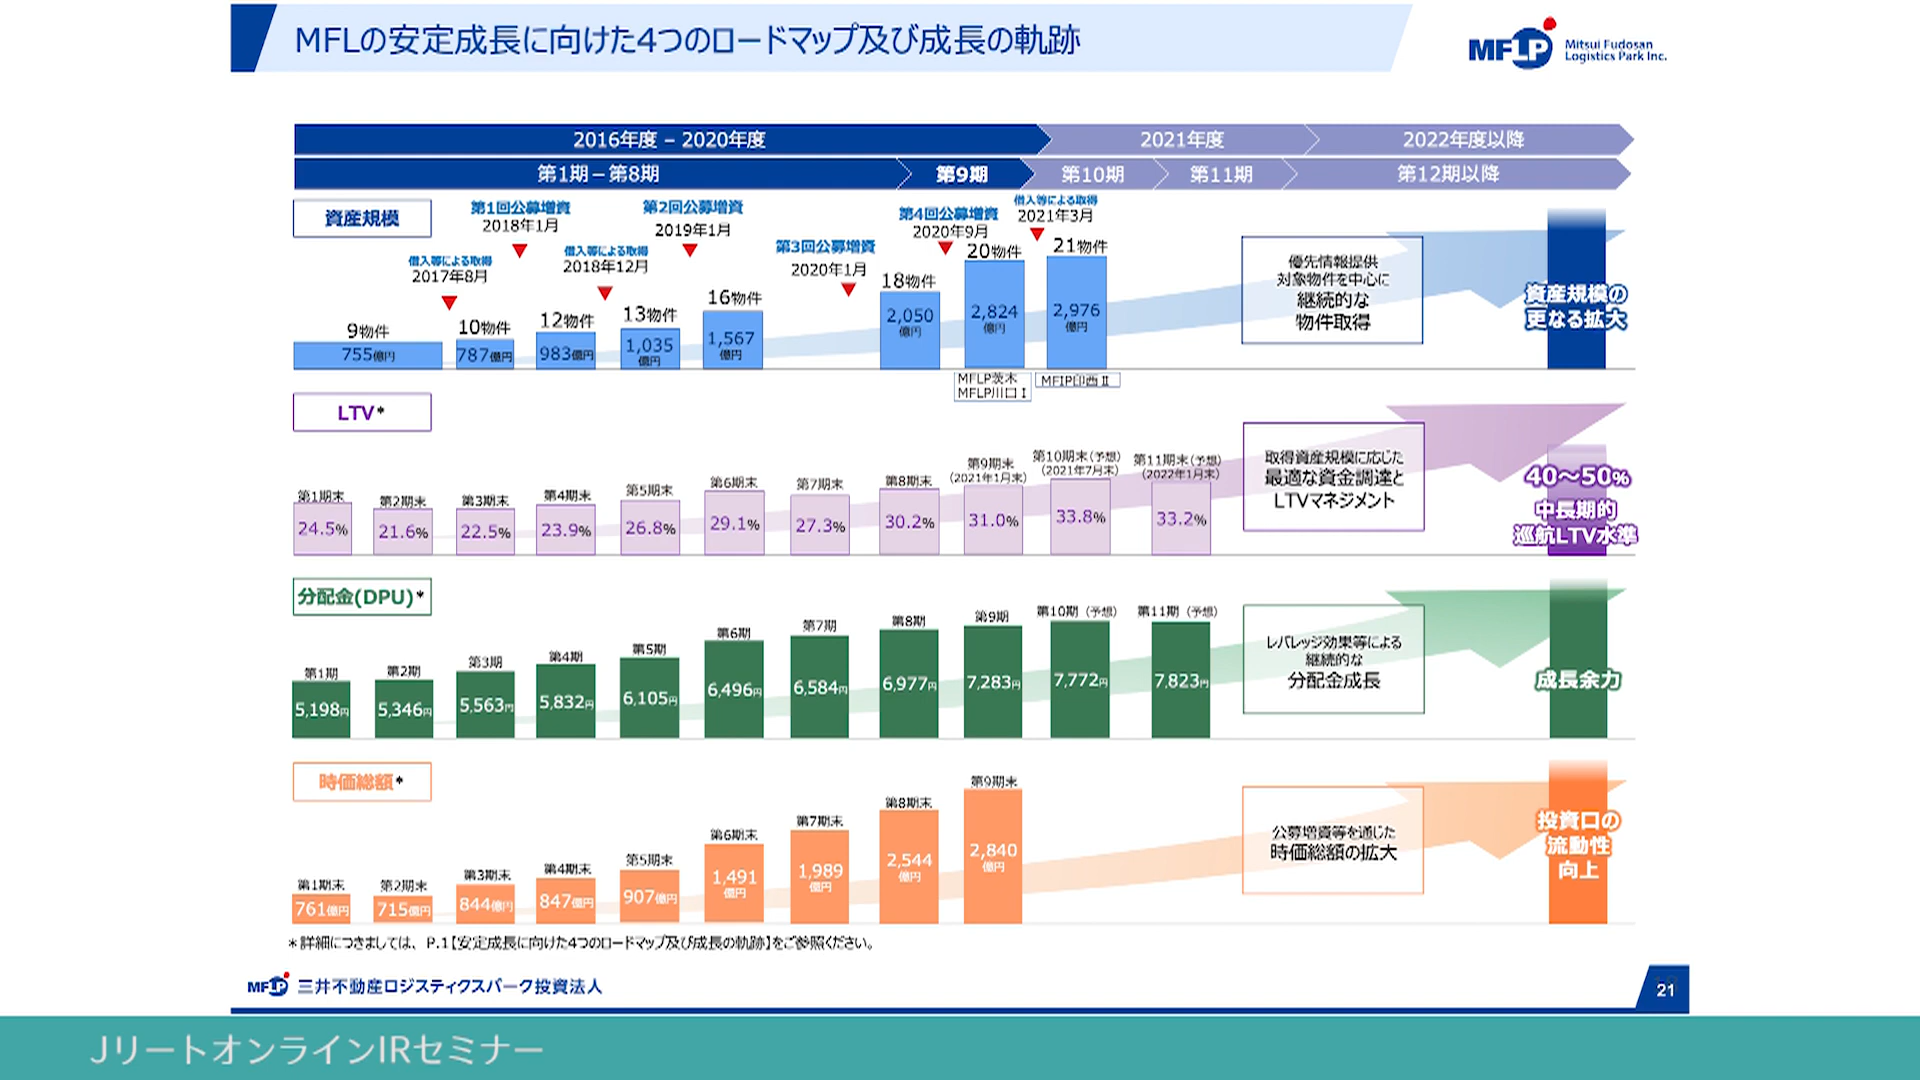 MFLの安定成長に向けた4つのロードマップ及び成長の軌跡
MFLP
Mitsui Fudosan
Logistics Park Inc.
2016年度 – 2020年度
2021年度
2022年度以降
第1期 – 第8期
第9期
第10期
第11期
第12期以降
資産規模
借入等による取得
2017年8月
第1回公募増資
2018年1月
借入等による取得
2018年12月
第2回公募増資
2019年1月
第3回公募増資
2020年1月
第4回公募増資
2020年9月
借入等による取得
2021年3月
9物件
755億円
10物件
787億円
12物件
983億円
13物件
1,035
億円
16物件
1,567
億円
18物件
2,050
億円
20物件
2,824
億円
21物件
2,976
億円
MFLP茨木
MFLP川口Ⅰ
MFIP印西Ⅱ
優先情報提供
対象物件を中心に
継続的な
物件取得
資産規模の
更なる拡大
LTV*
第1期末
24.5%
第2期末
21.6%
第3期末
22.5%
第4期末
23.9%
第5期末
26.8%
第6期末
29.1%
第7期末
27.3%
第8期末
30.2%
第9期末
(2021年1月末)
31.0%
第10期末(予想)
(2021年7月末)
33.8%
第11期末(予想)
(2022年1月末)
33.2%
取得資産規模に応じた
最適な資金調達と
LTVマネジメント
40～50%
中長期的
巡航LTV水準
分配金(DPU)*
第1期
5,198円
第2期
5,346円
第3期
5,563円
第4期
5,832円
第5期
6,105円
第6期
6,496円
第7期
6,584円
第8期
6,977円
第9期
7,283円
第10期（予想）
7,772円
第11期（予想）
7,823円
レバレッジ効果等による
継続的な
分配金成長
成長余力
時価総額*
第1期末
761億円
第2期末
715億円
第3期末
844億円
第4期末
847億円
第5期末
907億円
第6期末
1,491
億円
第7期末
1,989
億円
第8期末
2,544
億円
第9期末
2,840
億円
公募増資等を通じた
時価総額の拡大
投資口の
流動性
向上
*詳細につきましては、P.1【安定成長に向けた4つのロードマップ及び成長の軌跡】をご参照ください。
MFLP 三井不動産ロジスティクスパーク投資法人
21
Jリートオンラインセミナー